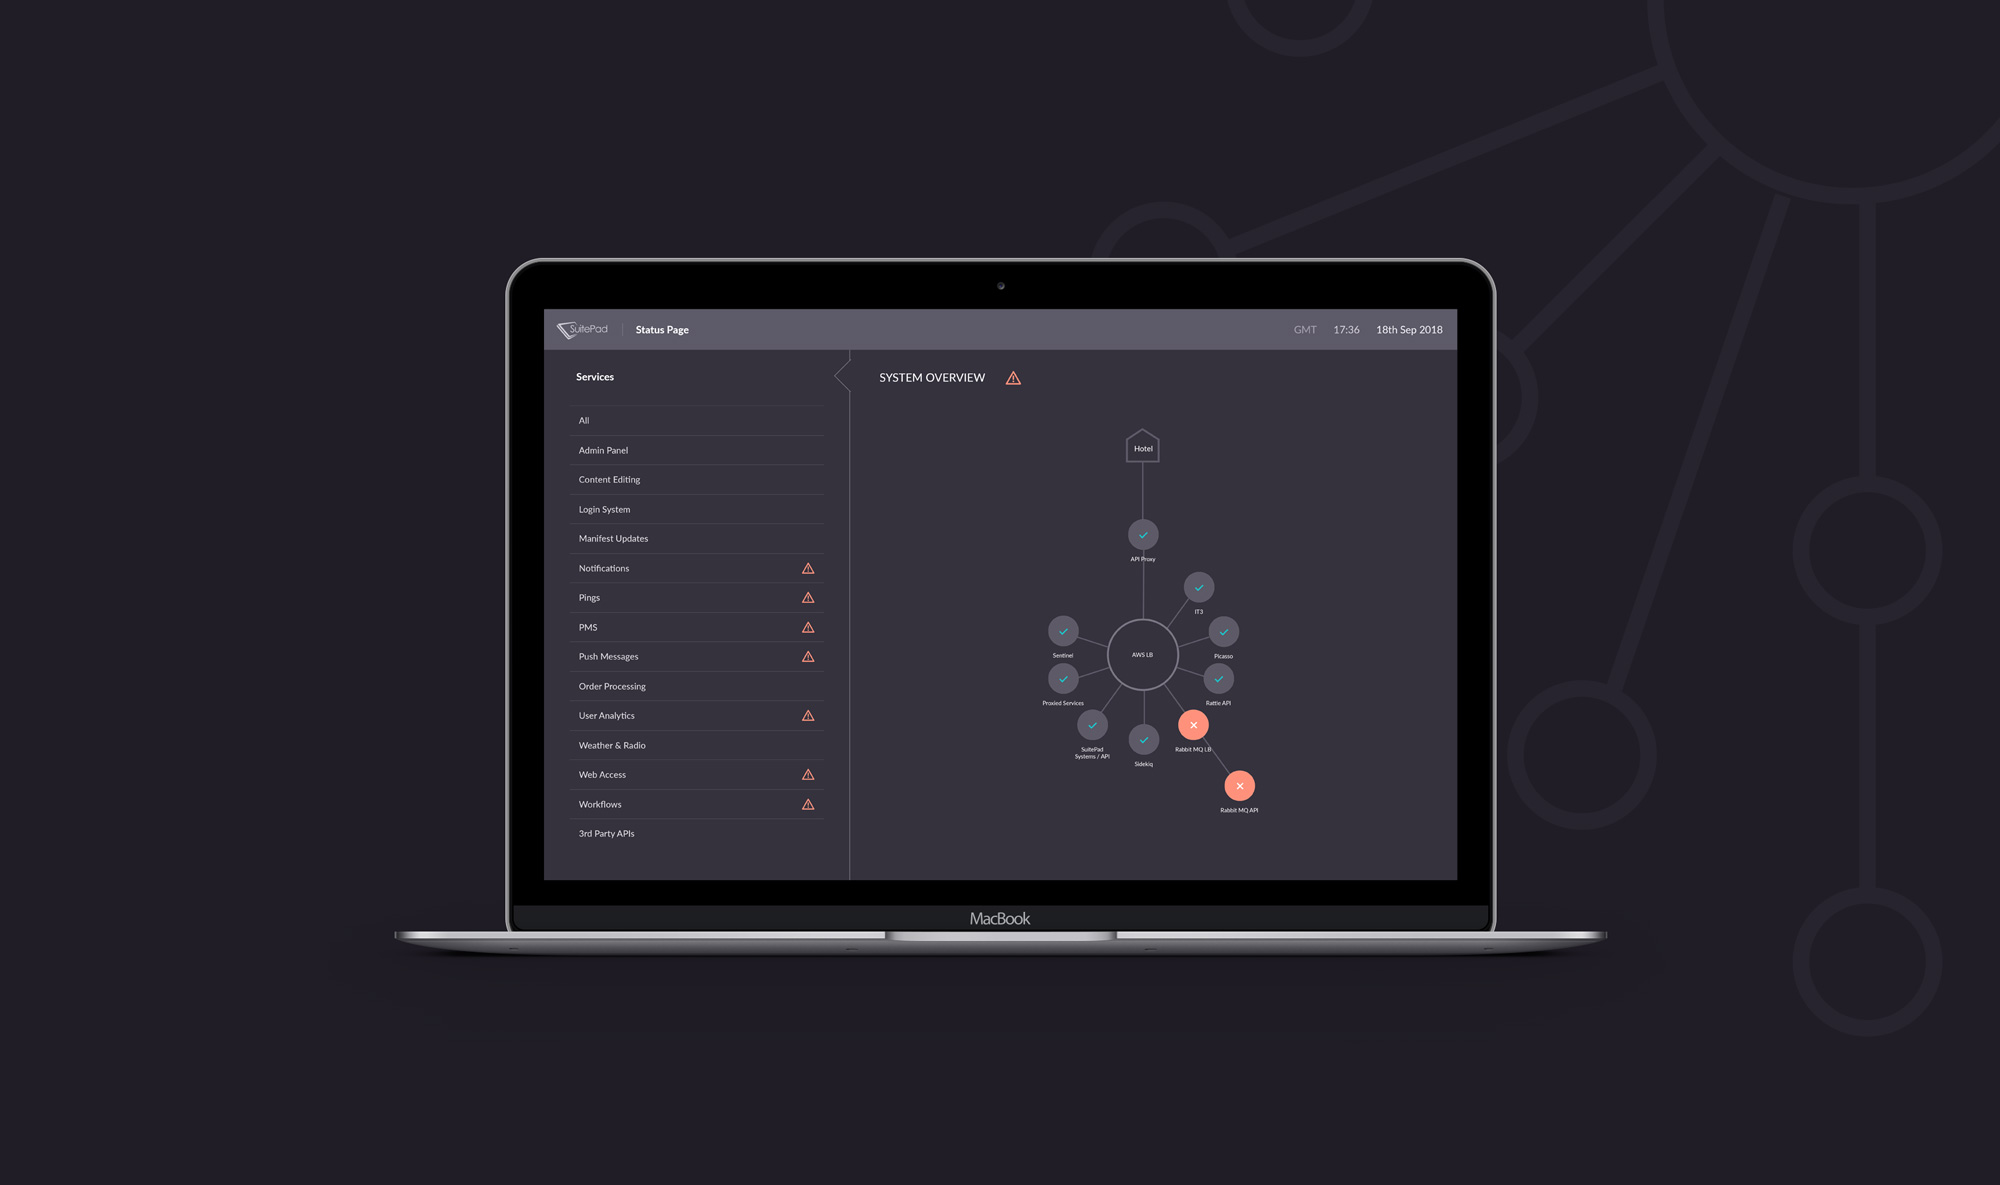 SuitePad
Status Page
GMT 17:36 18th Sep 2018
Services
All
Admin Panel
Content Editing
Login System
Manifest Updates
Notifications
Pings
PMS
Push Messages
Order Processing
User Analytics
Weather & Radio
Web Access
Workflows
3rd Party APIs
SYSTEM OVERVIEW
Hotel
API Proxy
IT3
Sentinel
AWS LB
Picasso
Proxied Services
Rattle API
SuitePad
Systems / API
Sidekiq
Rabbit MQ LB
Rabbit MQ API
MacBook